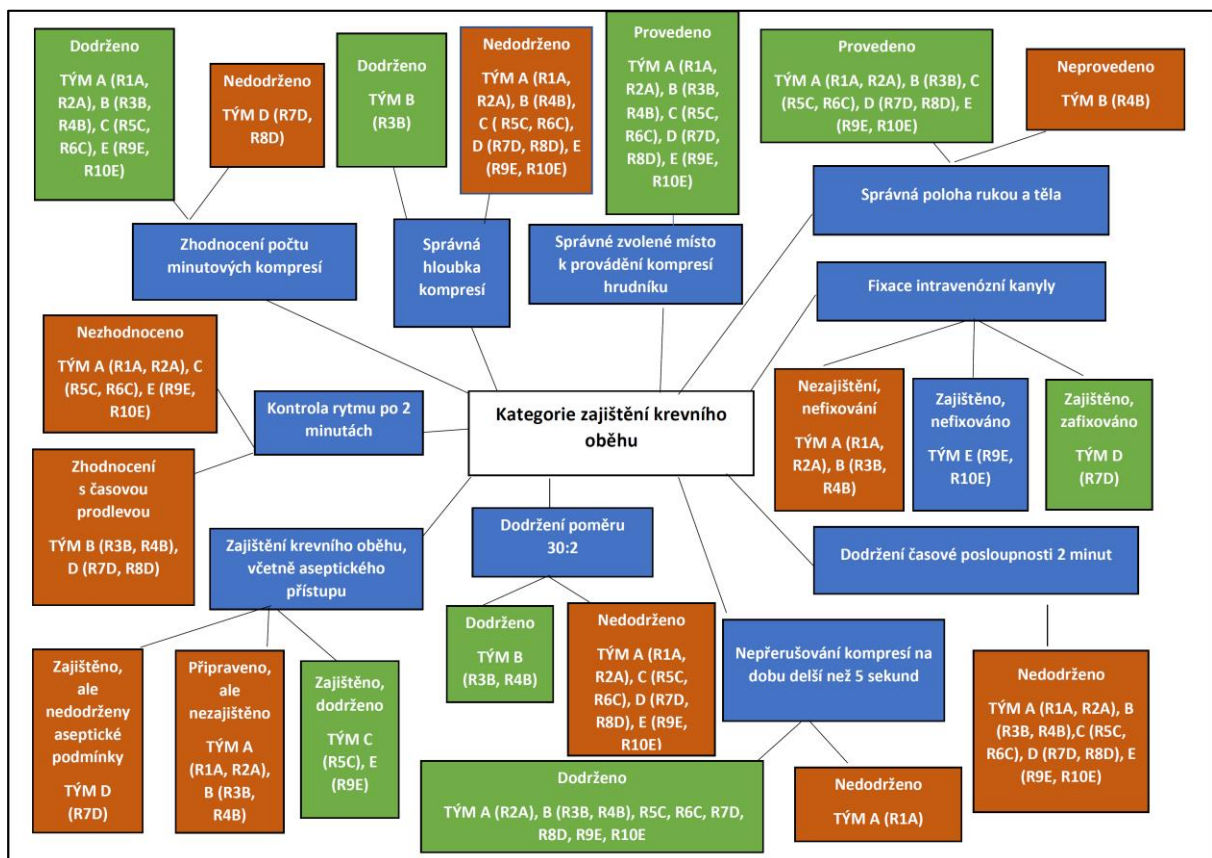 Dodrženo
TÝM A (R1A,
R2A), B (R3B,
R4B), C (R5C,
R6C), E (R9E,
R10E)
Nedodrženo
TÝM D (R7D,
R8D)
Dodrženo
TÝM B
(R3B)
Nedodrženo
TÝM A (R1A,
R2A), B (R4B),
C ( R5C, R6C),
D (R7D, R8D), E
(R9E, R10E)
Provedeno
TÝM A (R1A,
R2A), B (R3B,
R4B), C (R5C,
R6C), D (R7D,
R8D), E (R9E,
R10E)
Provedeno
TÝM A (R1A, R2A), B (R3B), C
(R5C, R6C), D (R7D, R8D), E
(R9E, R10E)
Neprovedeno
TÝM B (R4B)
Zhodnocení počtu
minutových kompresí
Správná
hloubka
kompresí
Správné zvolené místo
k provádění kompresí
hrudníku
Správná poloha rukou a těla
Fixace intravenózní kanyly
Nezhodnoceno
TÝM A (R1A, R2A), C
(R5C, R6C), E (R9E,
R10E)
Kontrola rytmu po 2
minutách
Kategorie zajištění krevního
oběhu
Nezajištění,
nefixování
TÝM A (R1A,
R2A), B (R3B,
R4B)
Zajištěno,
nefixováno
TÝM E (R9E,
R10E)
Zajištěno,
zafixováno
TÝM D
(R7D)
Zhodnocení
s časovou
prodlevou
TÝM B (R3B, R4B),
D (R7D, R8D)
Zajištění krevního oběhu,
včetně aseptického
přístupu
Dodržení poměru
30:2
Dodržení časové posloupnosti 2 minut
Zajištěno,
ale
nedodrženy
aseptické
podmínky
TÝM D
(R7D)
Připraveno,
ale
nezajištěno
TÝM A
(R1A, R2A),
B (R3B,
R4B)
Zajištěno,
dodrženo
TÝM C
(R5C), E
(R9E)
Dodrženo
TÝM B
(R3B, R4B)
Nedodrženo
TÝM A (R1A,
R2A), C (R5C,
R6C), D (R7D,
R8D), E (R9E,
R10E)
Nepřerušování kompresí na
dobu delší než 5 sekund
Nedodrženo
TÝM A (R1A, R2A), B
(R3B, R4B),C (R5C,
R6C), D (R7D, R8D), E
(R9E, R10E)
Dodrženo
TÝM A (R2A), B (R3B, R4B), R5C, R6C, R7D,
R8D, R9E, R10E
Nedodrženo
TÝM A (R1A)